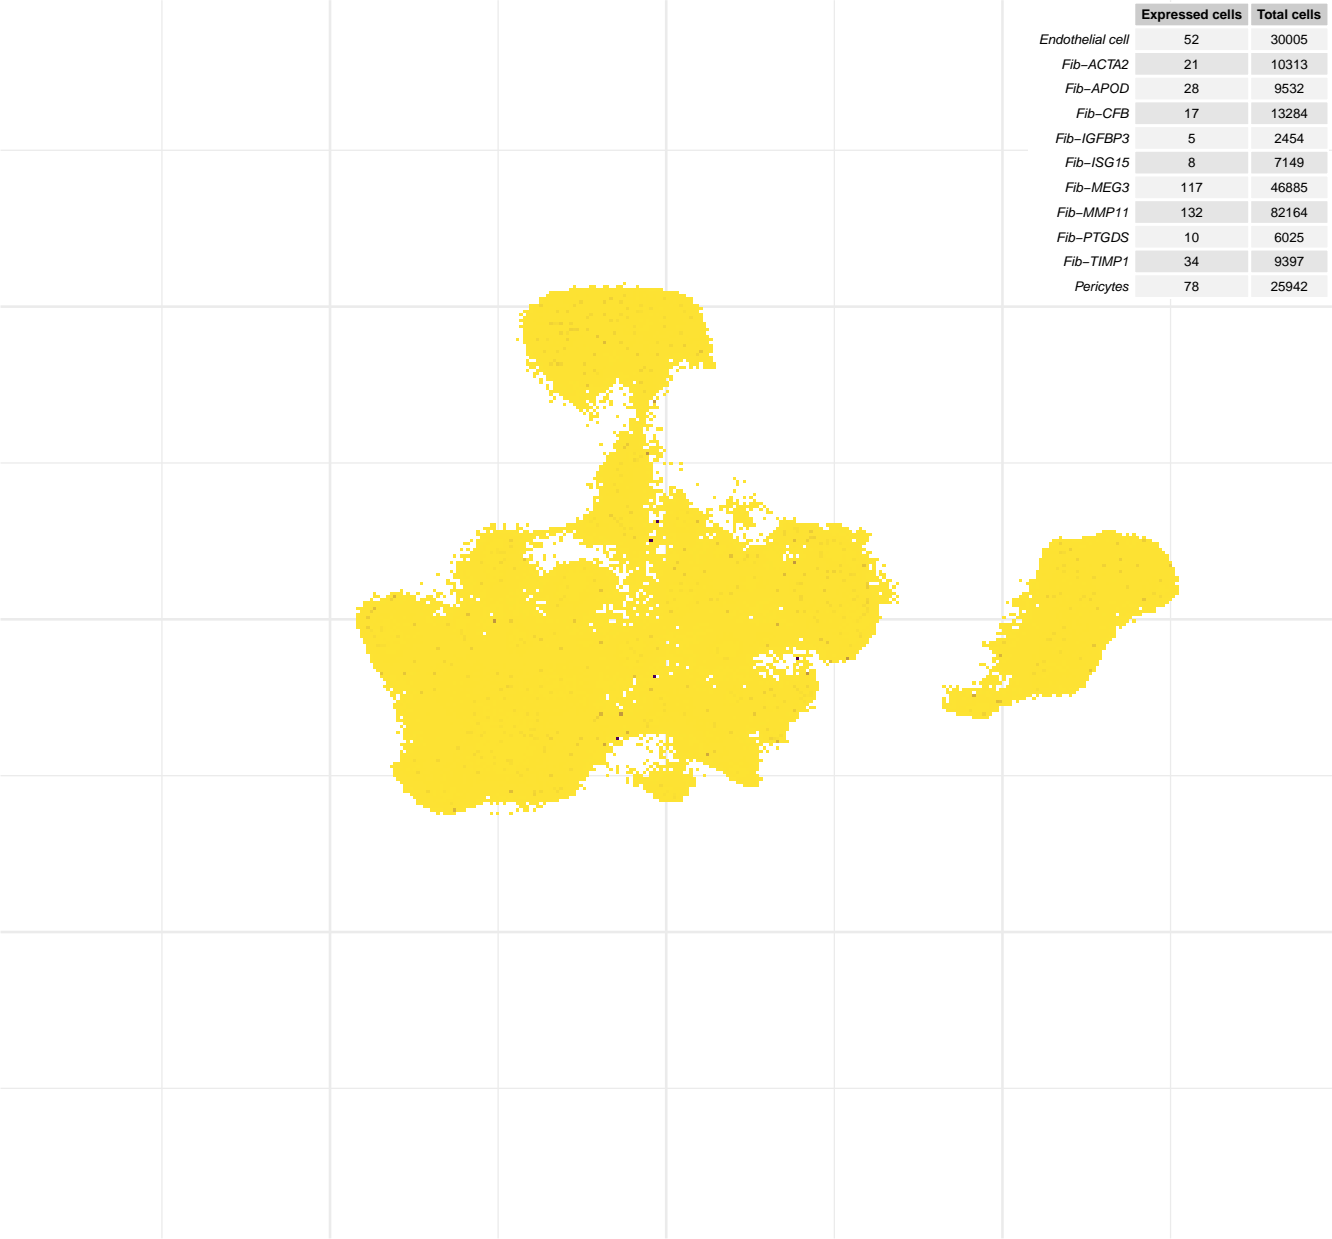 Expressed cells Total cells
Endothelial cell 52 30005
Fib−ACTA2 21 10313
Fib−APOD 28 9532
Fib−CFB 17 13284
Fib−IGFBP3 5 2454
Fib−ISG15 8 7149
Fib−MEG3 117 46885
Fib−MMP11 132 82164
Fib−PTGDS 10 6025
Fib−TIMP1 34 9397
Pericytes 78 25942